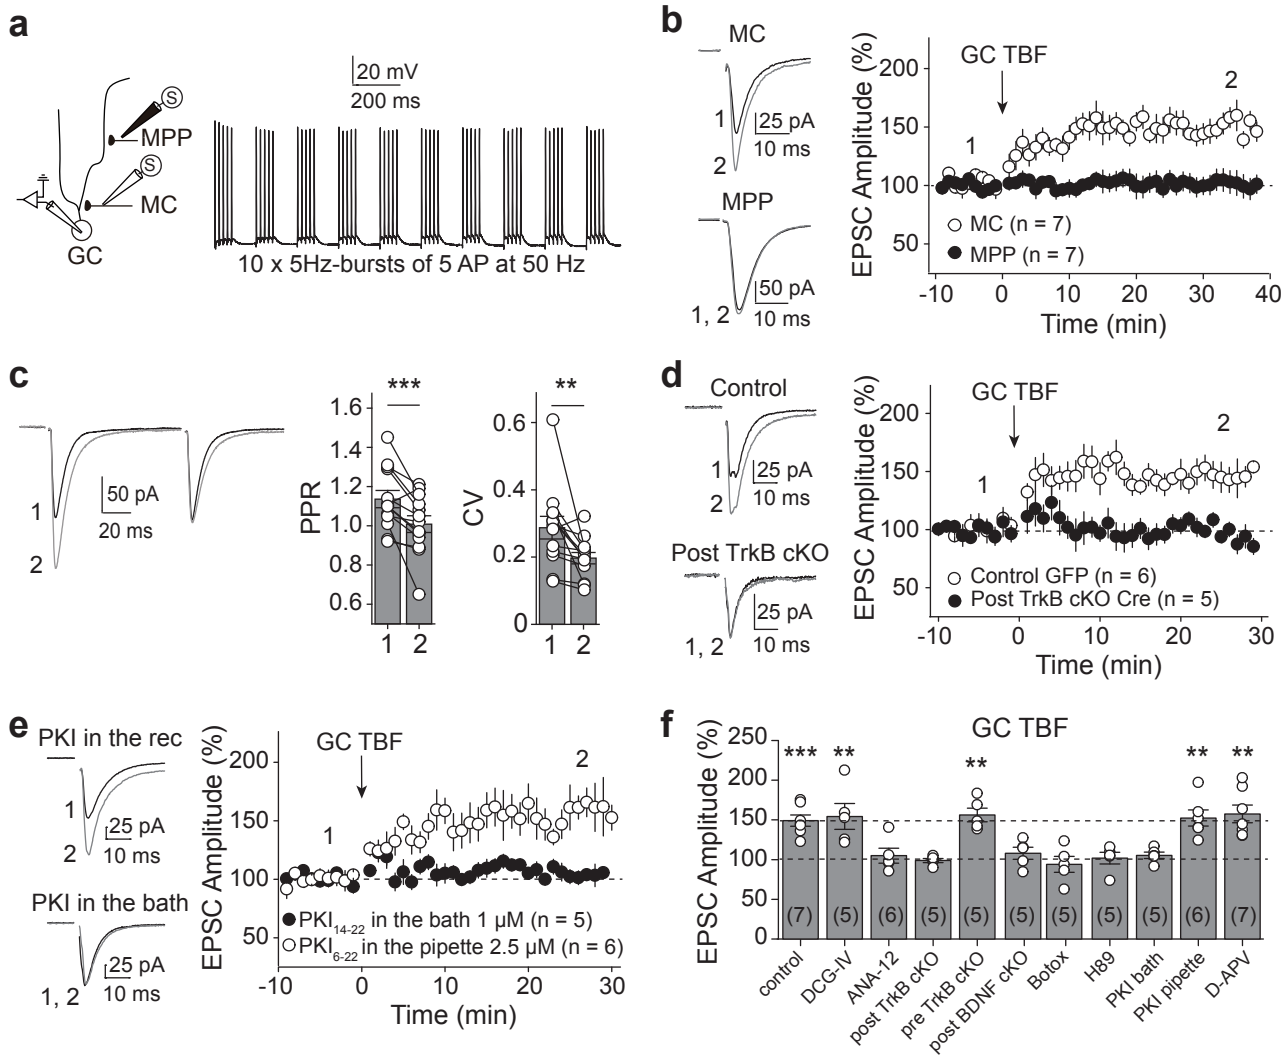 a
20 mV
200 ms
S
MPP
S
MC
GC
10 x 5Hz-bursts of 5 AP at 50 Hz
b
MC
1
2
25 pA
10 ms
MPP
1, 2
50 pA
10 ms
EPSC Amplitude (%)
200
150
100
50
GC TBF
1
2
MC (n = 7)
MPP (n = 7)
-10 0 10 20 30 40
Time (min)
c
1
2
50 pA
20 ms
PPR
1.6
1.4
1.2
1.0
0.8
0.6
***
1 2
CV
0.6
0.4
0.2
0
**
1 2
d
Control
1
2
25 pA
10 ms
Post TrkB cKO
1, 2
25 pA
10 ms
EPSC Amplitude (%)
200
150
100
50
GC TBF
1
2
Control GFP (n = 6)
Post TrkB cKO Cre (n = 5)
-10 0 10 20 30
Time (min)
e
PKI in the rec
1
2
25 pA
10 ms
PKI in the bath
1, 2
25 pA
10 ms
EPSC Amplitude (%)
200
150
100
50
GC TBF
1
2
PKI14-22 in the bath 1 µM (n = 5)
PKI6-22 in the pipette 2.5 µM (n = 6)
-10 0 10 20 30
Time (min)
f
GC TBF
EPSC Amplitude (%)
250
200
150
100
50
0
*** ** ** ** **
(7) (5) (6) (5) (5) (5) (5) (5) (5) (6) (7)
control
DCG-IV
ANA-12
post TrkB cKO
pre TrkB cKO
post BDNF cKO
Botox
H89
PKI bath
PKI pipette
D-APV